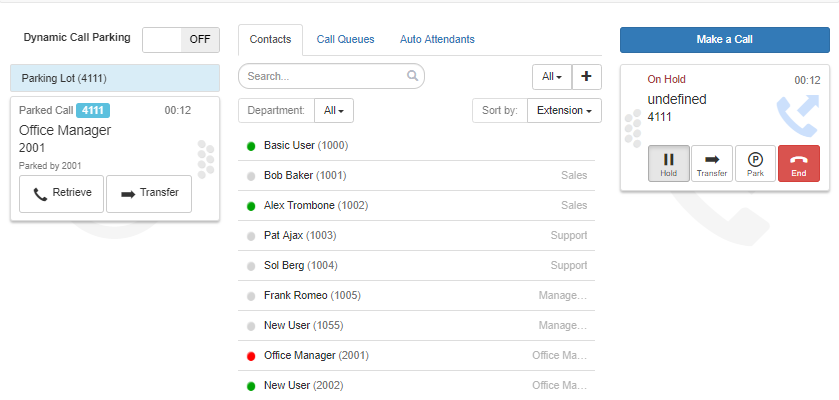 Dynamic Call Parking OFF
Parking Lot (4111)
Parked Call 4111 00:12
Office Manager
2001
Parked by 2001
Retrieve Transfer
Contacts Call Queues Auto Attendants
Search...
All +
Department: All Sort by: Extension
Basic User (1000)
Bob Baker (1001) Sales
Alex Trombone (1002) Sales
Pat Ajax (1003) Support
Sol Berg (1004) Support
Frank Romeo (1005) Manage...
New User (1055) Manage...
Office Manager (2001) Office Ma...
New User (2002) Office Ma...
Make a Call
On Hold 00:12
undefined
4111
P
Hold Transfer Park End